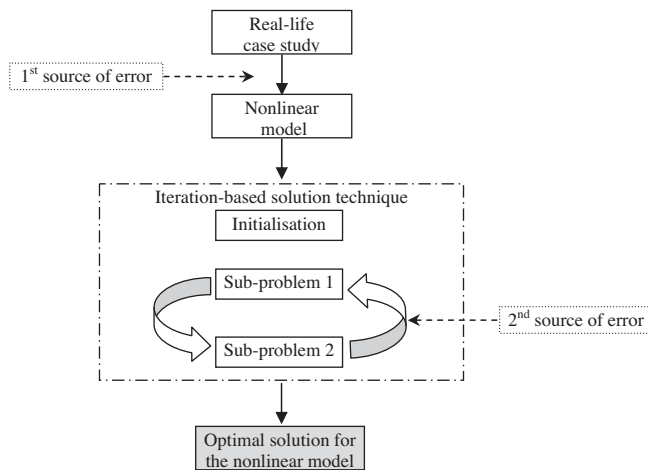 Real-life
case study
1st source of error
Nonlinear
model
Iteration-based solution technique
Initialisation
Sub-problem 1
2nd source of error
Sub-problem 2
Optimal solution for
the nonlinear model